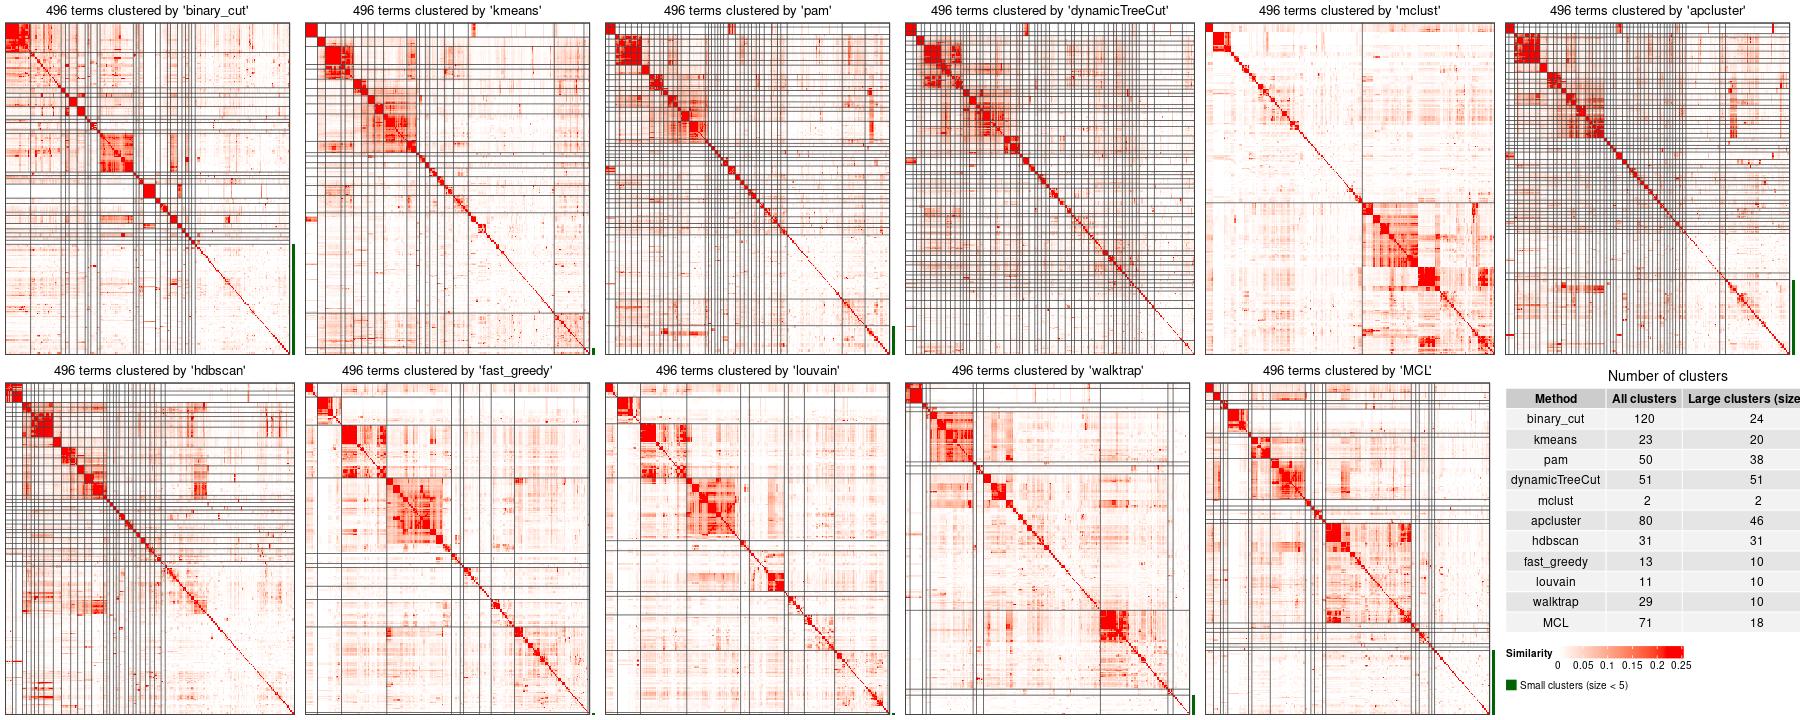 496 terms clustered by 'binary_cut'
496 terms clustered by 'kmeans'
496 terms clustered by 'pam'
496 terms clustered by 'dynamicTreeCut'
496 terms clustered by 'mclust'
496 terms clustered by 'apcluster'
496 terms clustered by 'hdbscan'
496 terms clustered by 'fast_greedy'
496 terms clustered by 'louvain'
496 terms clustered by 'walktrap'
496 terms clustered by 'MCL'
Number of clusters
Method All clusters Large clusters (size
binary_cut 120 24
kmeans 23 20
pam 50 38
dynamicTreeCut 51 51
mclust 2 2
apcluster 80 46
hdbscan 31 31
fast_greedy 13 10
louvain 11 10
walktrap 29 10
MCL 71 18
Similarity
0 0.05 0.1 0.15 0.2 0.25
Small clusters (size < 5)